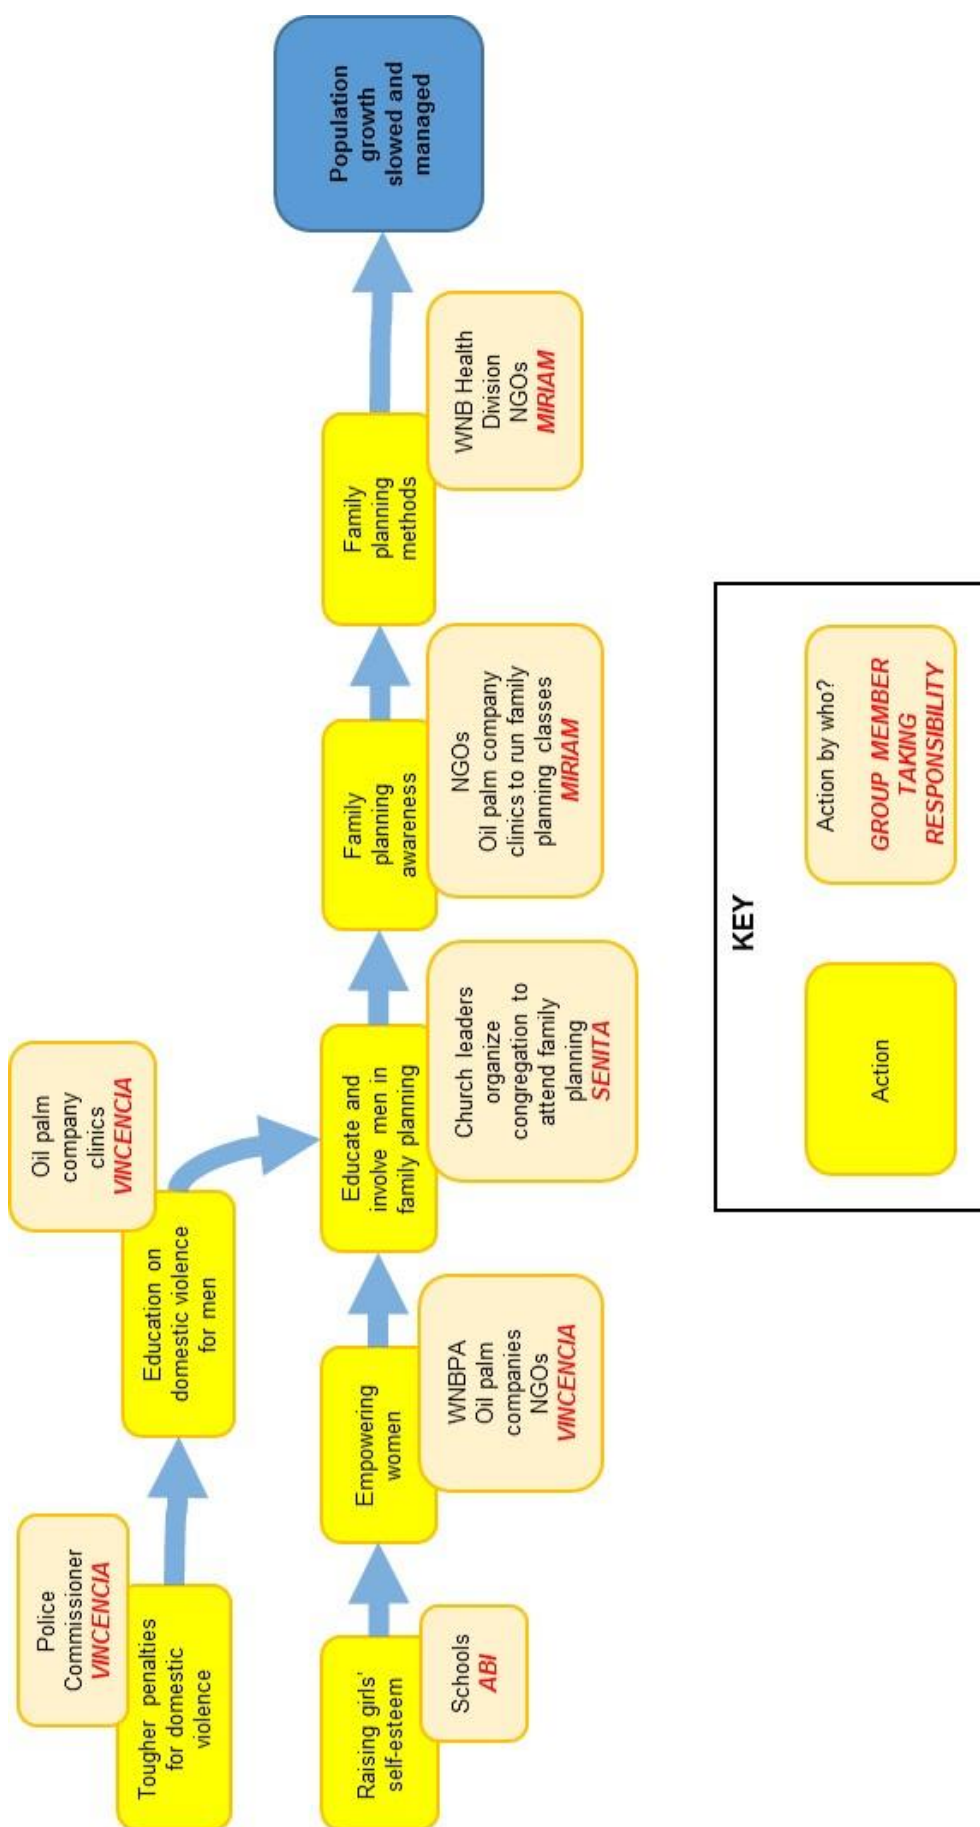 Police
Commissioner
VINCENCIA
Tougher penalties
for domestic
violence
Oil palm
company
clinics
VINCENCIA
Education on
domestic violence
for men
Raising girls'
self-esteem
Schools
ABI
Empowering
women
WNBPA
Oil palm
companies
NGOs
VINCENCIA
Educate and
involve men in
family planning
Church leaders
organize
congregation to
attend family
planning
SENITA
Family
planning
awareness
NGOs
Oil palm company
clinics to run family
planning classes
MIRIAM
Family
planning
methods
WNB Health
Division
NGOs
MIRIAM
Population
growth
slowed and
managed
KEY
Action
Action by who?
GROUP MEMBER
TAKING
RESPONSIBILITY